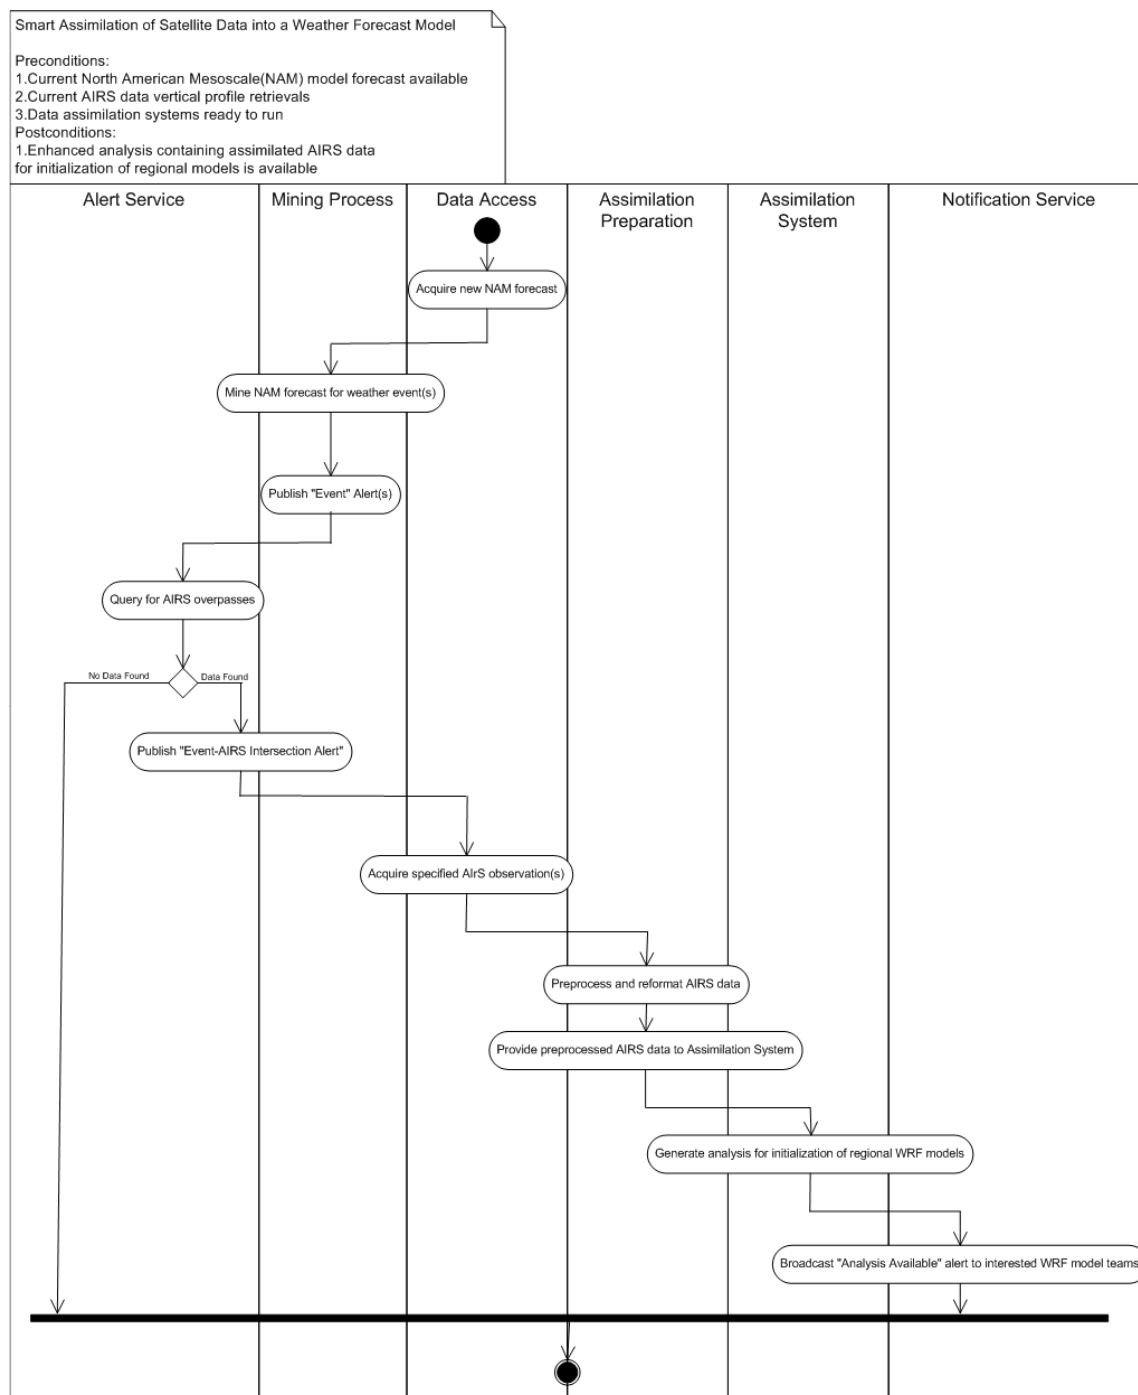 Smart Assimilation of Satellite Data into a Weather Forecast Model
Preconditions:
1.Current North American Mesoscale(NAM) model forecast available
2.Current AIRS data vertical profile retrievals
3.Data assimilation systems ready to run
Postconditions:
1.Enhanced analysis containing assimilated AIRS data
for initialization of regional models is available
Alert Service
Mining Process
Data Access
Assimilation
Preparation
Assimilation
System
Notification Service
Acquire new NAM forecast
Mine NAM forecast for weather event(s)
Publish "Event" Alert(s)
Query for AIRS overpasses
No Data Found
Data Found
Publish "Event-AIRS Intersection Alert"
Acquire specified AIrS observation(s)
Preprocess and reformat AIRS data
Provide preprocessed AIRS data to Assimilation System
Generate analysis for initialization of regional WRF models
Broadcast "Analysis Available" alert to interested WRF model teams